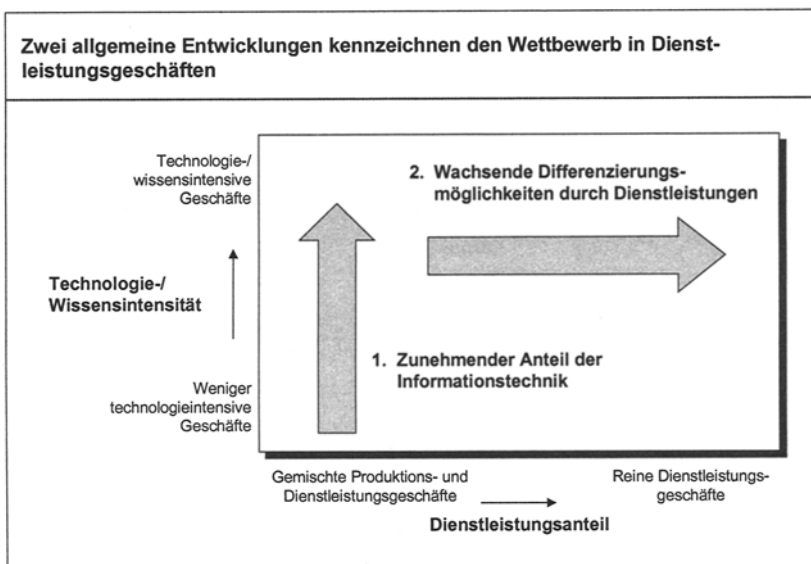 Zwei allgemeine Entwicklungen kennzeichnen den Wettbewerb in Dienst-
leistungsgeschäften
Technologie-/
wissensintensive
Geschäfte
2. Wachsende Differenzierungs-
möglichkeiten durch Dienstleistungen
Technologie-/
Wissensintensität
1. Zunehmender Anteil der
Informationstechnik
Weniger
technologieintensive
Geschäfte
Gemischte Produktions- und
Dienstleistungsgeschäfte
Reine Dienstleistungs-
geschäfte
Dienstleistungsanteil